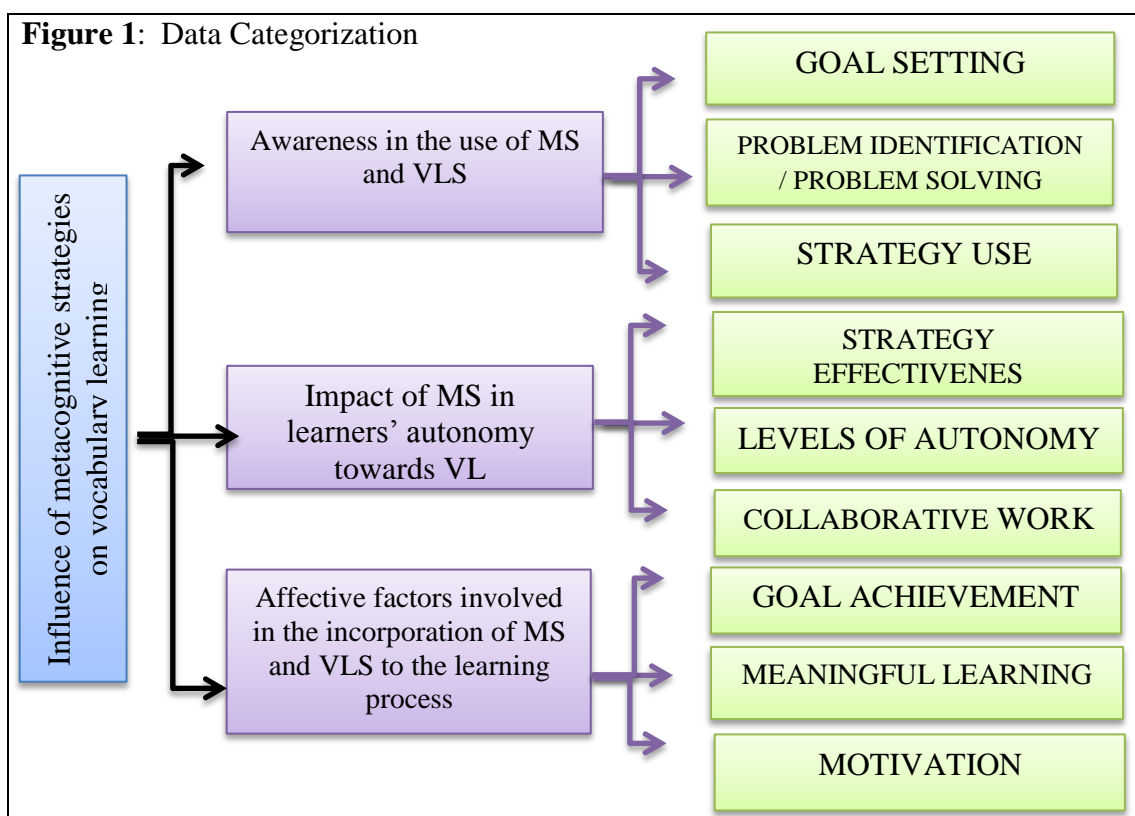 Figure 1: Data Categorization
Influence of metacognitive strategies
on vocabulary learning
Awareness in the use of MS
and VLS
GOAL SETTING
PROBLEM IDENTIFICATION
/ PROBLEM SOLVING
STRATEGY USE
Impact of MS in
learners’ autonomy
towards VL
STRATEGY
EFFECTIVENES
LEVELS OF AUTONOMY
COLLABORATIVE WORK
Affective factors involved
in the incorporation of MS
and VLS to the learning
process
GOAL ACHIEVEMENT
MEANINGFUL LEARNING
MOTIVATION